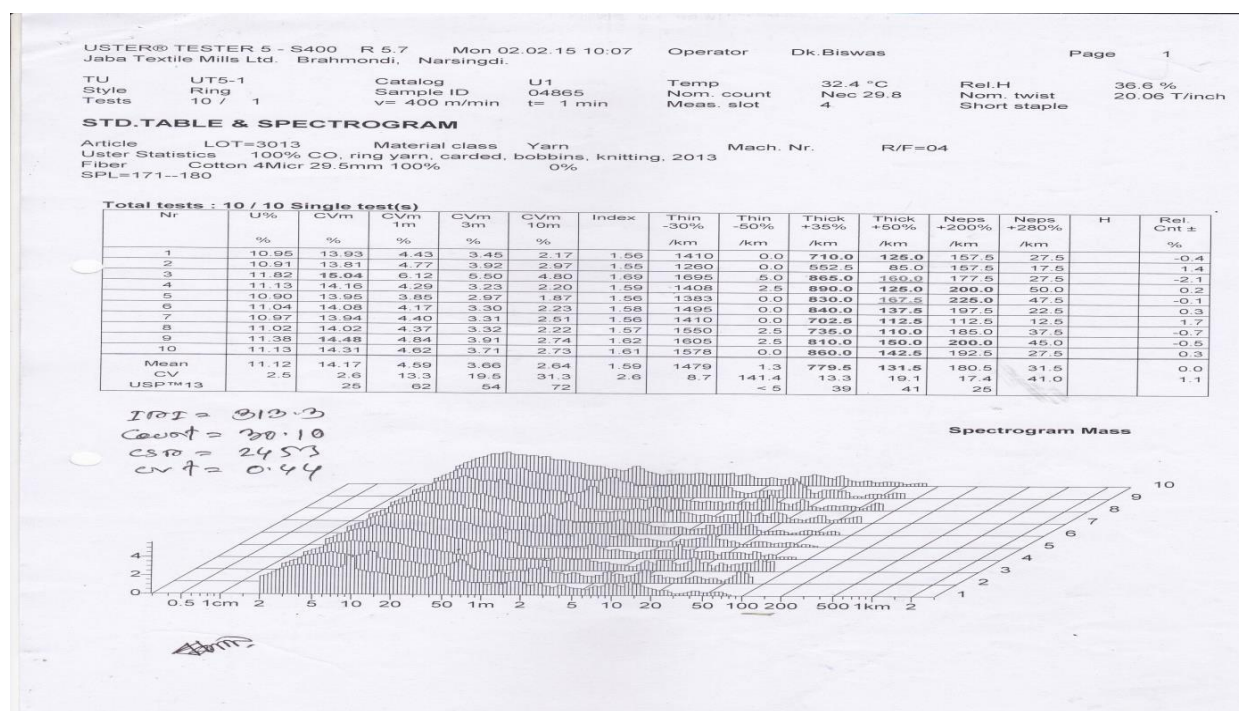 USTER® TESTER 5 - S400 R 5.7 Mon 02.02.15 10:07 Operator Dk.Biswas Page 1
Jaba Textile Mills Ltd. Brahmondi, Narsingdi.
TU UT5-1 Catalog U1 Temp 32.4 °C Rel.H 36.6 %
Style Ring Sample ID 04865 Nom. count Nec 29.8 Nom. twist 20.06 T/inch
Tests 10 / 1 v= 400 m/min t= 1 min Meas. slot 4 Short staple
STD.TABLE & SPECTROGRAM
Article LOT=3013 Material class Yarn Mach. Nr. R/F=04
Uster Statistics 100% CO, ring yarn, carded, bobbins, knitting, 2013
Fiber Cotton 4Micr 29.5mm 100% 0%
SPL=171--180
Total tests : 10 / 10 Single test(s)
Nr U% CVm CVm CVm CVm Index Thin Thin Thick Thick Neps Neps H Rel.
1m 3m 10m -30% -50% +35% +50% +200% +280% Cnt ±
% % % % % /km /km /km /km /km /km %
1 10.95 13.93 4.43 3.45 2.17 1.56 1410 0.0 710.0 125.0 157.5 27.5 -0.4
2 10.91 13.81 4.77 3.92 2.97 1.55 1260 0.0 552.5 85.0 157.5 17.5 1.4
3 11.82 15.04 6.12 5.50 4.80 1.69 1695 5.0 865.0 160.0 177.5 27.5 -2.1
4 11.13 14.16 4.29 3.23 2.20 1.59 1408 2.5 890.0 125.0 200.0 50.0 0.2
5 10.90 13.95 3.85 2.97 1.87 1.56 1383 0.0 830.0 167.5 225.0 47.5 -0.1
6 11.04 14.08 4.17 3.30 2.23 1.58 1495 0.0 840.0 137.5 197.5 22.5 0.3
7 10.97 13.94 4.40 3.31 2.51 1.56 1410 0.0 702.5 112.5 112.5 12.5 1.7
8 11.02 14.02 4.37 3.32 2.22 1.57 1550 2.5 735.0 110.0 185.0 37.5 -0.7
9 11.38 14.48 4.84 3.91 2.74 1.62 1605 2.5 810.0 150.0 200.0 45.0 -0.5
10 11.13 14.31 4.62 3.71 2.73 1.61 1578 0.0 860.0 142.5 192.5 27.5 0.3
Mean 11.12 14.17 4.59 3.66 2.64 1.59 1479 1.3 779.5 131.5 180.5 31.5 0.0
CV 2.5 2.6 13.3 19.5 31.3 2.6 8.7 141.4 13.3 19.1 17.4 41.0 1.1
USP™13 25 62 54 72 < 5 39 41 25
IPI = 313.3
Count = 30.10
CSP = 2453
Spectrogram Mass
10
9
8
7
6
5
4
3
2
1
4
2
0
0.5 1cm 2 5 10 20 50 1m 2 5 10 20 50 100 200 500 1km 2